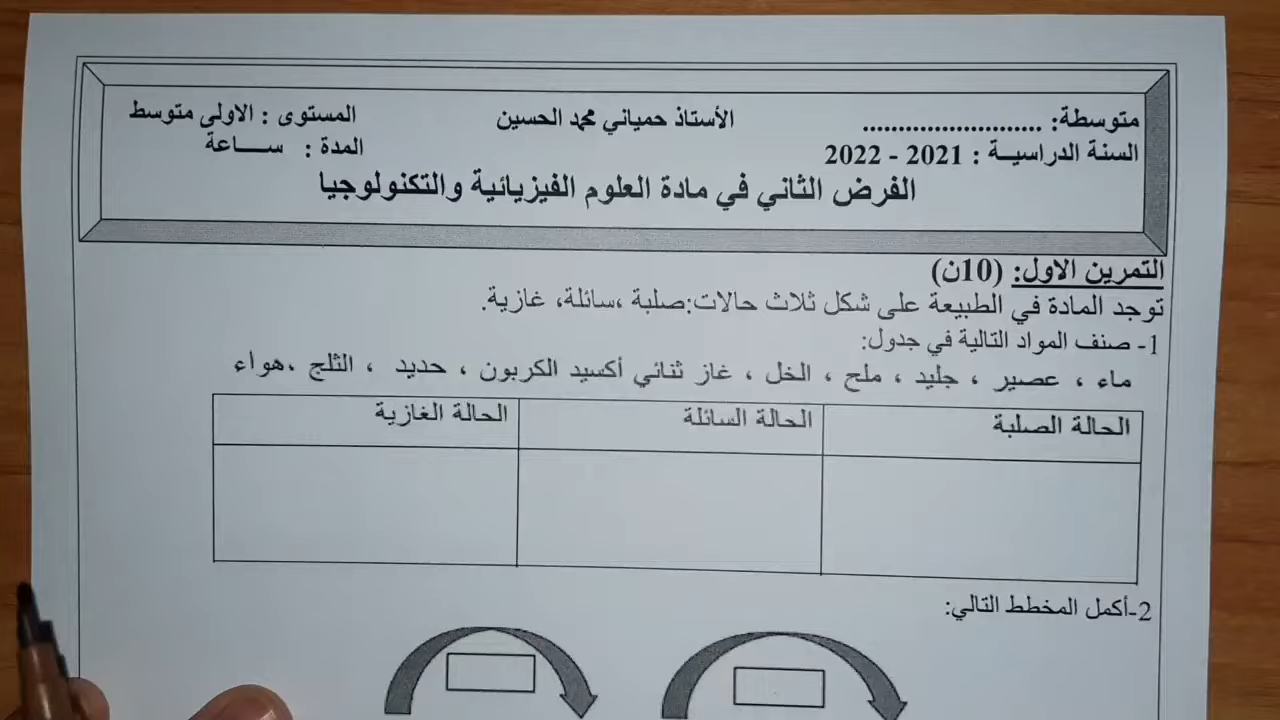 متوسطة: ..........................
الأستاذ حمياني محمد الحسين
المستوى : الاولى متوسط
السنة الدراسيــة : 2021 - 2022
المدة : ســـاعة
الفرض الثاني في مادة العلوم الفيزيائية والتكنولوجيا
التمرين الاول: (10ن)
توجد المادة في الطبيعة على شكل ثلاث حالات:صلبة ،سائلة، غازية.
1- صنف المواد التالية في جدول:
ماء ، عصير ، جليد ، ملح ، الخل ، غاز ثنائي أكسيد الكربون ، حديد ، الثلج ،هواء
الحالة الصلبة
الحالة السائلة
الحالة الغازية
2-أكمل المخطط التالي: